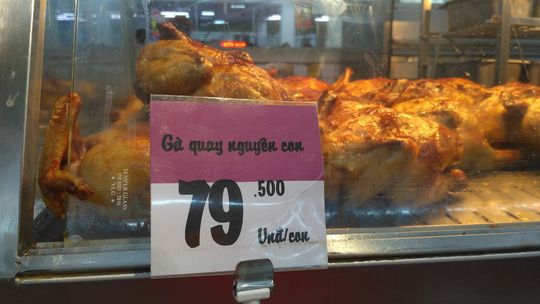 Gà quay nguyên con
79.500
Vnđ/con